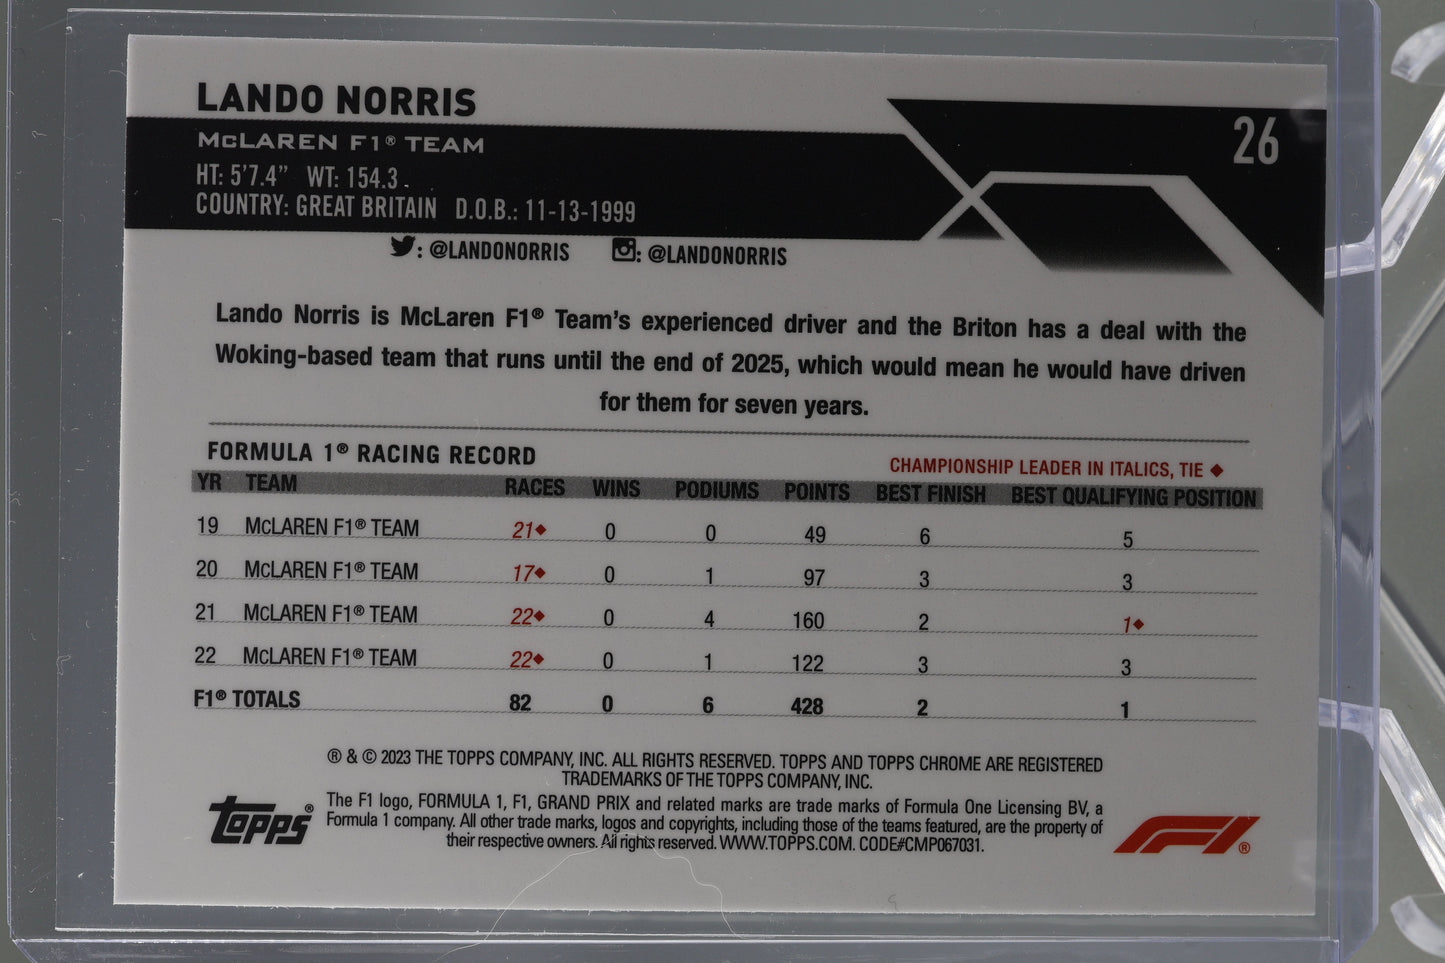 LANDO NORRIS
26
McLAREN F1® TEAM
HT: 5'7.4" WT: 154.3
COUNTRY: GREAT BRITAIN D.O.B.: 11-13-1999
: @LANDONORRIS : @LANDONORRIS
Lando Norris is McLaren F1® Team's experienced driver and the Briton has a deal with the
Woking-based team that runs until the end of 2025, which would mean he would have driven
for them for seven years.
FORMULA 1® RACING RECORD
CHAMPIONSHIP LEADER IN ITALICS, TIE ◆
YR TEAM RACES WINS PODIUMS POINTS BEST FINISH BEST QUALIFYING POSITION
19 McLAREN F1® TEAM 21◆ 0 0 49 6 5
20 McLAREN F1® TEAM 17◆ 0 1 97 3 3
21 McLAREN F1® TEAM 22◆ 0 4 160 2 1◆
22 McLAREN F1® TEAM 22◆ 0 1 122 3 3
F1® TOTALS 82 0 6 428 2 1
® & © 2023 THE TOPPS COMPANY, INC. ALL RIGHTS RESERVED. TOPPS AND TOPPS CHROME ARE REGISTERED
TRADEMARKS OF THE TOPPS COMPANY, INC.
Topps®
The F1 logo, FORMULA 1, F1, GRAND PRIX and related marks are trade marks of Formula One Licensing BV, a
Formula 1 company. All other trade marks, logos and copyrights, including those of the teams featured, are the property of
their respective owners. All rights reserved. WWW.TOPPS.COM. CODE#CMP067031.
F1®